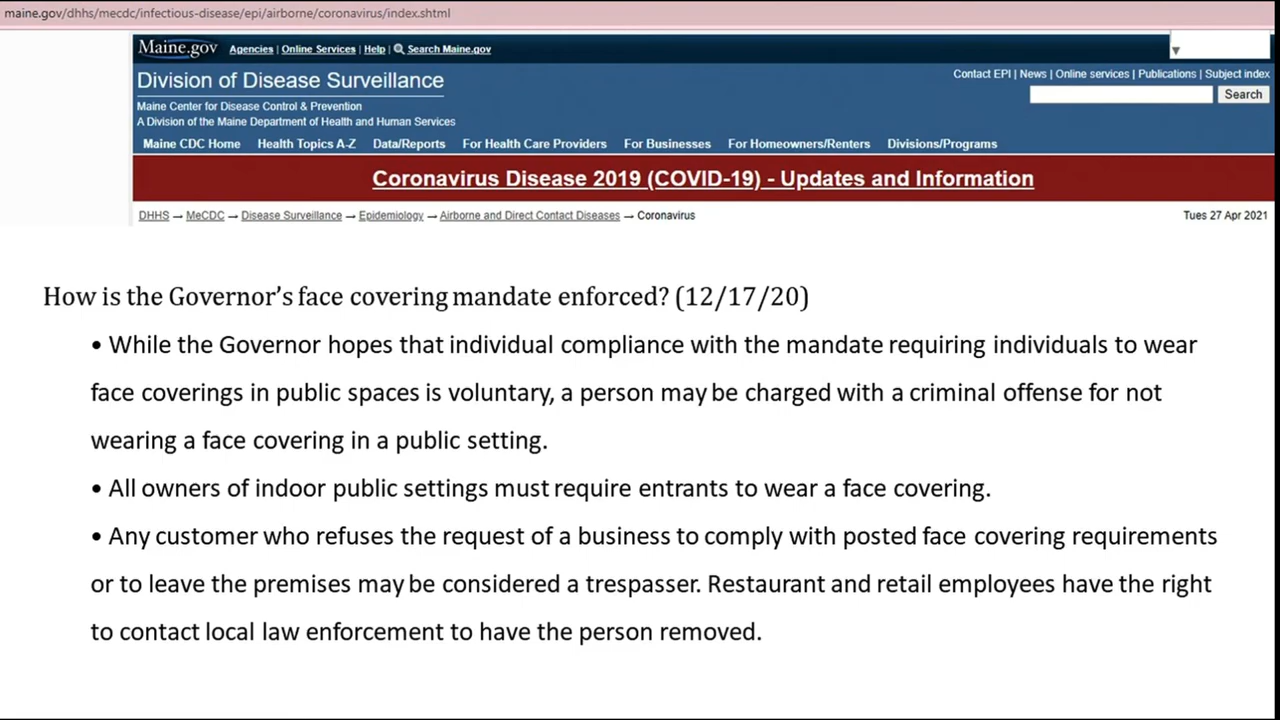 maine.gov/dhhs/mecdc/infectious-disease/epi/airborne/coronavirus/index.shtml
Maine.gov Agencies | Online Services | Help | Search Maine.gov
Division of Disease Surveillance
Contact EPI | News | Online services | Publications | Subject index
Search
Maine Center for Disease Control & Prevention
A Division of the Maine Department of Health and Human Services
Maine CDC Home Health Topics A-Z Data/Reports For Health Care Providers For Businesses For Homeowners/Renters Divisions/Programs
Coronavirus Disease 2019 (COVID-19) - Updates and Information
DHHS → MeCDC → Disease Surveillance → Epidemiology → Airborne and Direct Contact Diseases → Coronavirus Tues 27 Apr 2021
How is the Governor's face covering mandate enforced? (12/17/20)
• While the Governor hopes that individual compliance with the mandate requiring individuals to wear
face coverings in public spaces is voluntary, a person may be charged with a criminal offense for not
wearing a face covering in a public setting.
• All owners of indoor public settings must require entrants to wear a face covering.
• Any customer who refuses the request of a business to comply with posted face covering requirements
or to leave the premises may be considered a trespasser. Restaurant and retail employees have the right
to contact local law enforcement to have the person removed.